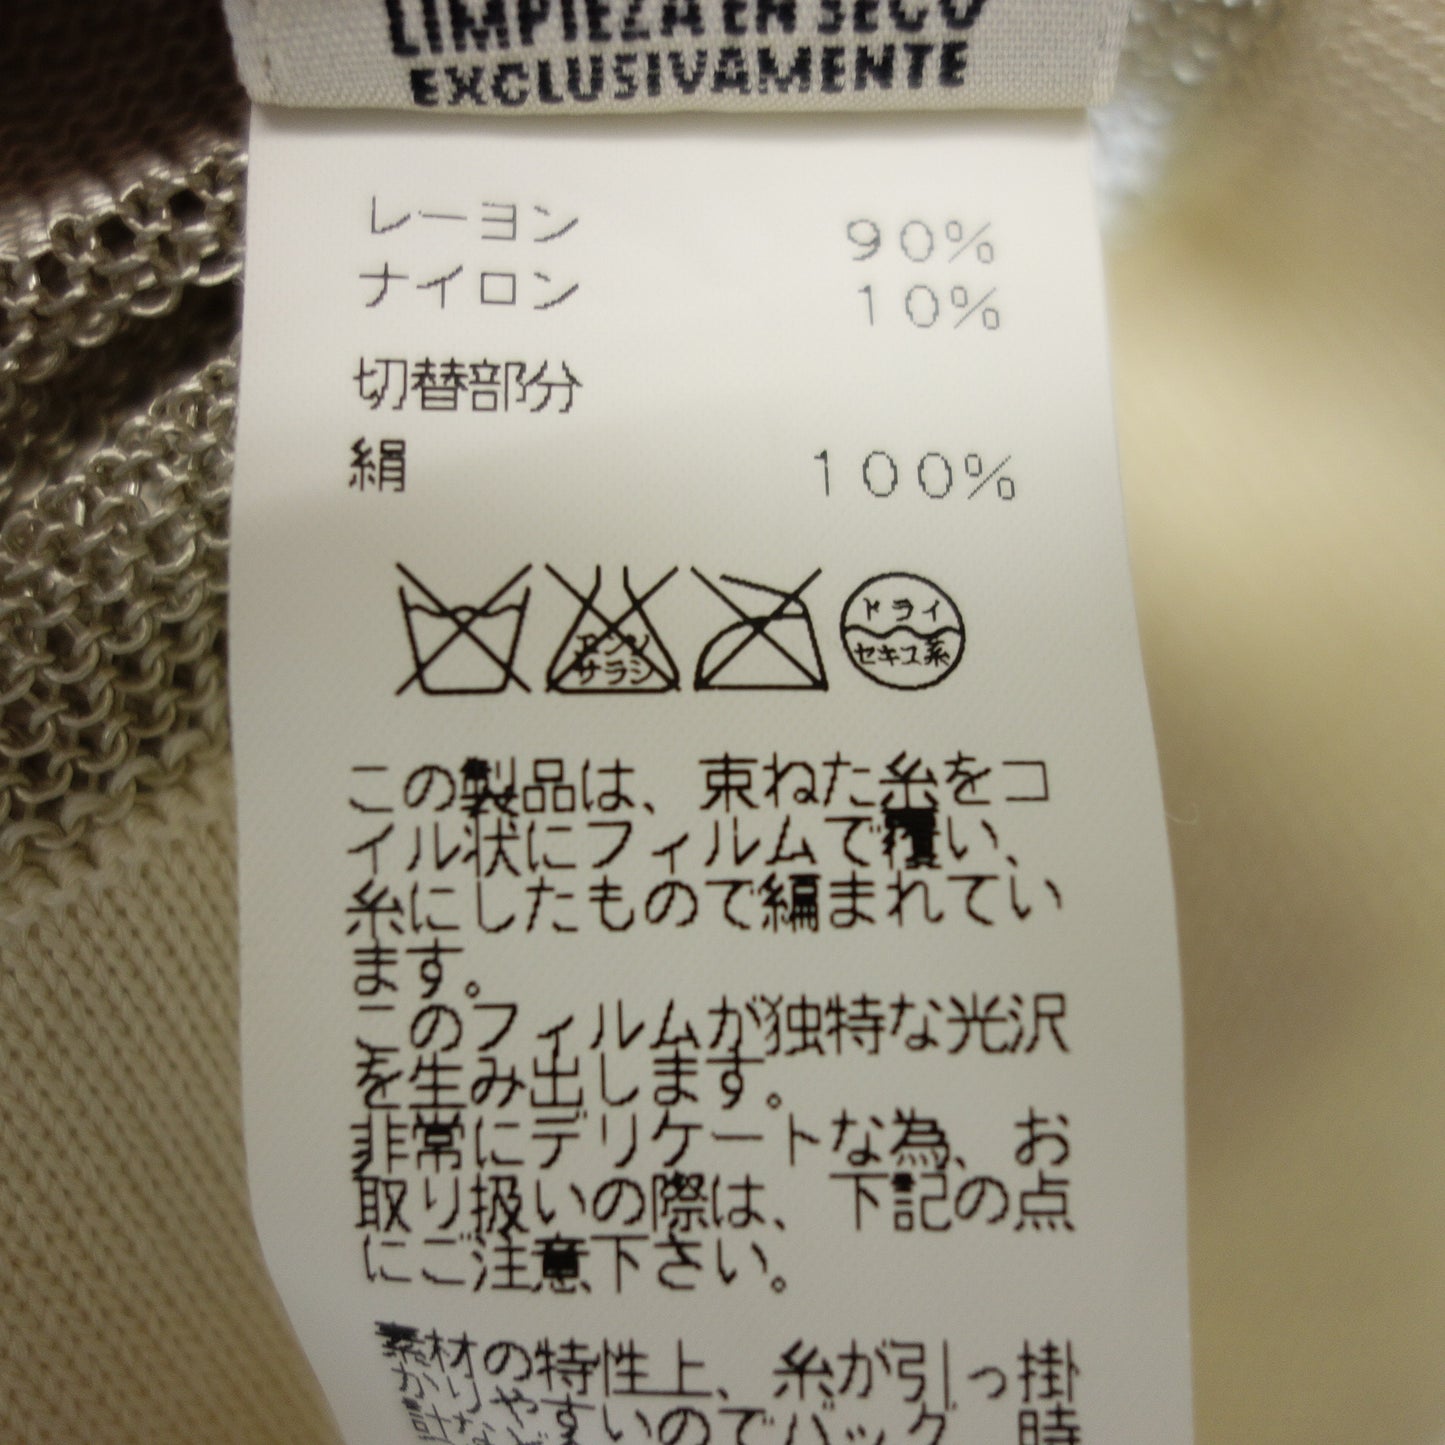 LIMPIEZA EN SECO
EXCLUSIVAMENTE
レーヨン 90%
ナイロン 10%
切替部分
絹 100%
エンソ
サラシ
ドライ
セキユ系
この製品は、束ねた糸をコ
イル状にフィルムで覆い、
糸にしたもので編まれてい
ます。
このフィルムが独特な光沢
を生み出します。
非常にデリケートな為、お
取り扱いの際は、下記の点
にご注意下さい。
素材の特性上、糸が引っ掛
やすいのでバッグ、時